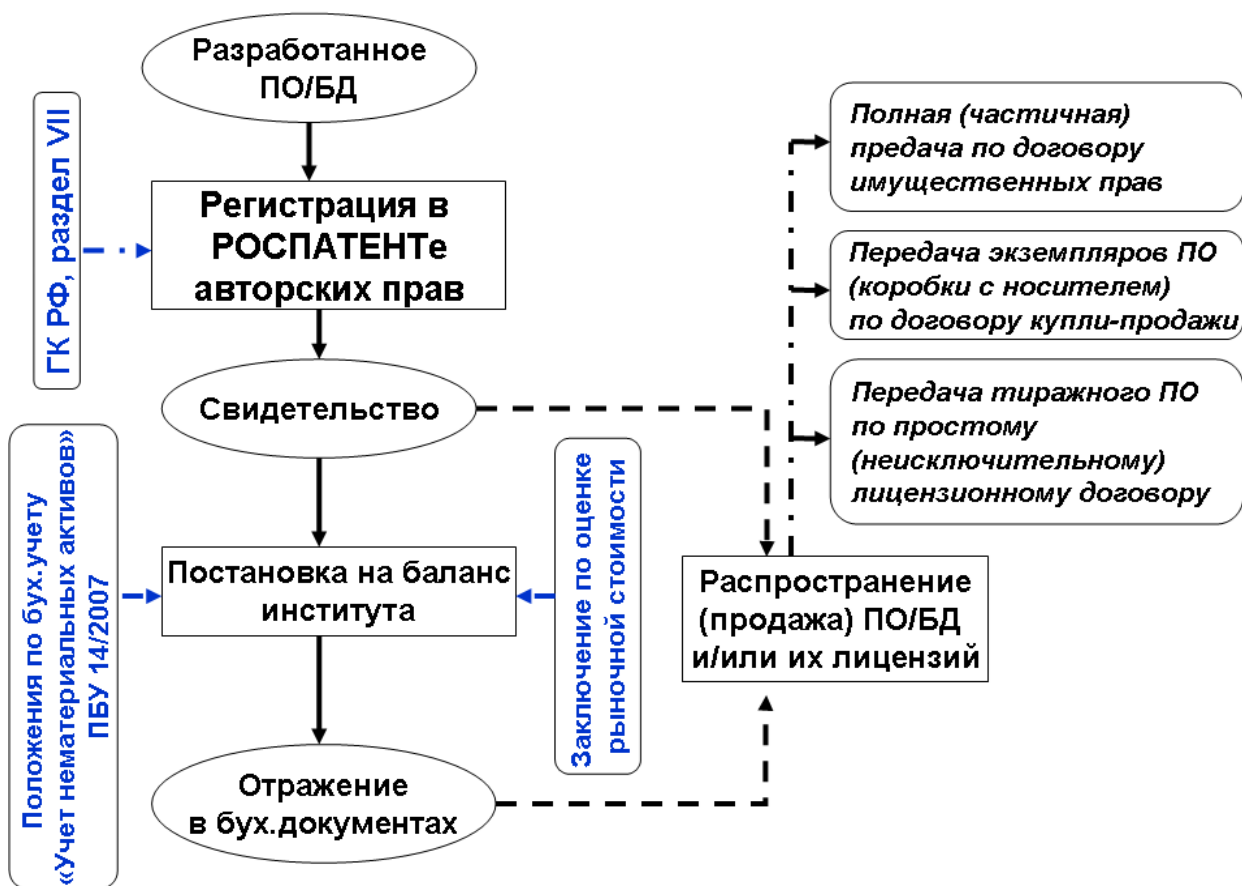 Разработанное
ПО/БД
ГК РФ, раздел VII
Регистрация в
РОСПАТЕНТе
авторских прав
Свидетельство
Положения по бух.учету
«Учет нематериальных активов»
ПБУ 14/2007
Постановка на баланс
института
Заключение по оценке
рыночной стоимости
Отражение
в бух.документах
Полная (частичная)
предача по договору
имущественных прав
Передача экземпляров ПО
(коробки с носителем)
по договору купли-продажи
Передача тиражного ПО
по простому
(неисключительному)
лицензионному договору
Распространение
(продажа) ПО/БД
и/или их лицензий